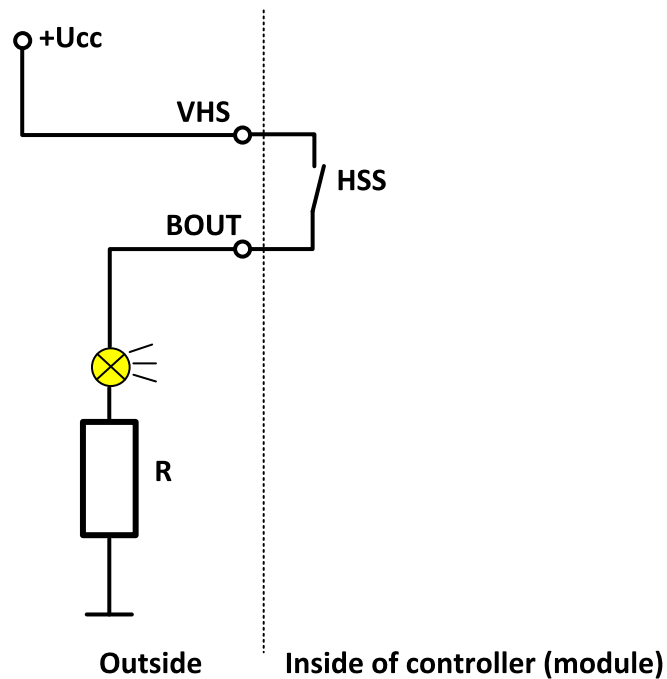 +Ucc
VHS
HSS
BOUT
R
Outside
Inside of controller (module)